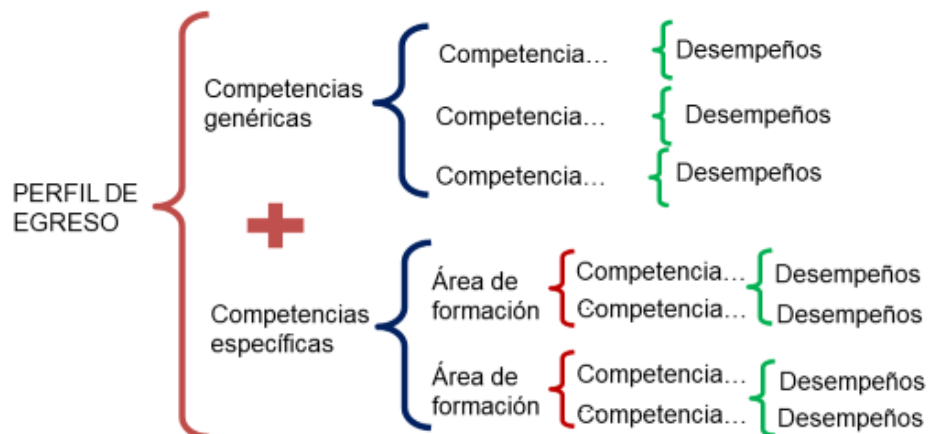 PERFIL DE
EGRESO
Competencias
genéricas
Competencia…
Desempeños
Competencia…
Desempeños
Competencia…
Desempeños
Competencias
específicas
Área de
formación
Competencia…
Competencia…
Desempeños
Desempeños
Área de
formación
Competencia…
Competencia…
Desempeños
Desempeños